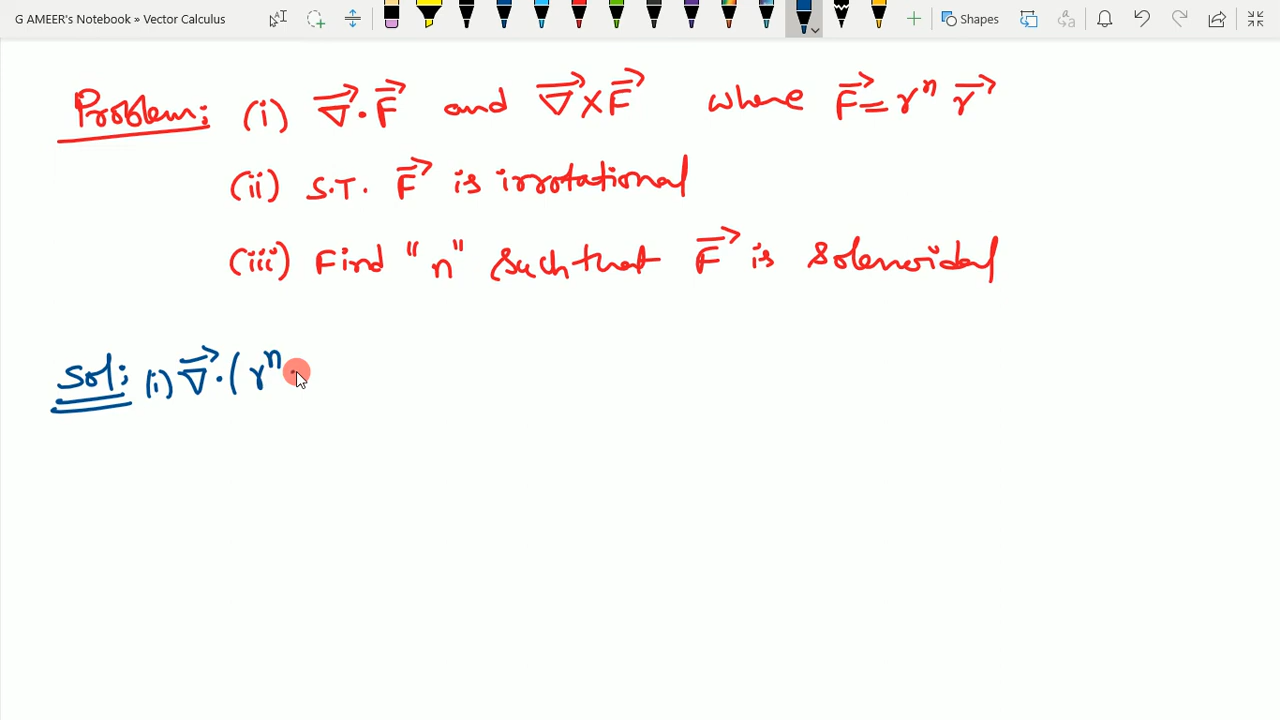 G AMEER's Notebook » Vector Calculus
Shapes
Problem: (i) ∇⃗·F⃗ and ∇⃗×F⃗ where F⃗ = rⁿ r⃗
(ii) S.T. F⃗ is irrotational
(iii) Find "n" such that F⃗ is solenoidal
Sol: (i) ∇⃗·( rⁿ